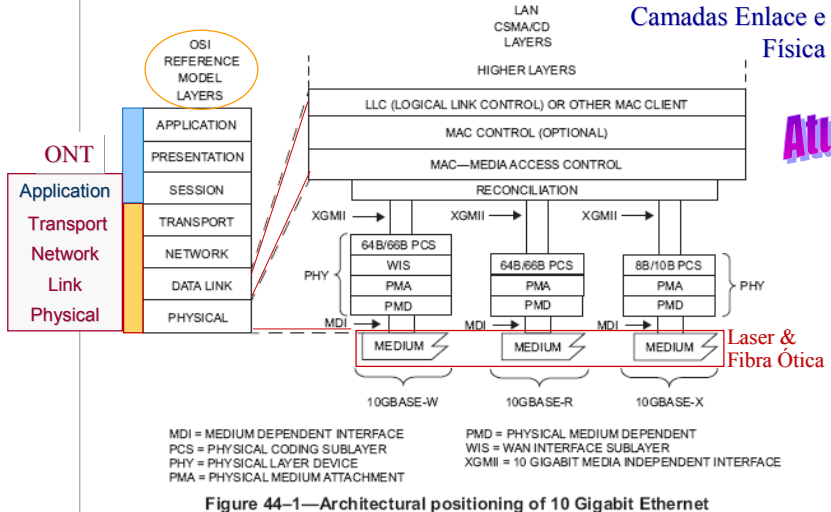 Camadas Enlace e
Física
LAN
CSMA/CD
LAYERS
HIGHER LAYERS
OSI
REFERENCE
MODEL
LAYERS
APPLICATION
PRESENTATION
SESSION
TRANSPORT
NETWORK
DATA LINK
PHYSICAL
ONT
Application
Transport
Network
Link
Physical
LLC (LOGICAL LINK CONTROL) OR OTHER MAC CLIENT
MAC CONTROL (OPTIONAL)
MAC—MEDIA ACCESS CONTROL
RECONCILIATION
Atu
XGMII
XGMII
XGMII
64B/66B PCS
WIS
PMA
PMD
PHY
64B/66B PCS
PMA
PMD
8B/10B PCS
PMA
PMD
PHY
MDI
MDI
MDI
MEDIUM
MEDIUM
MEDIUM
Laser &
Fibra Ótica
10GBASE-W
10GBASE-R
10GBASE-X
MDI = MEDIUM DEPENDENT INTERFACE
PCS = PHYSICAL CODING SUBLAYER
PHY = PHYSICAL LAYER DEVICE
PMA = PHYSICAL MEDIUM ATTACHMENT
PMD = PHYSICAL MEDIUM DEPENDENT
WIS = WAN INTERFACE SUBLAYER
XGMII = 10 GIGABIT MEDIA INDEPENDENT INTERFACE
Figure 44–1—Architectural positioning of 10 Gigabit Ethernet